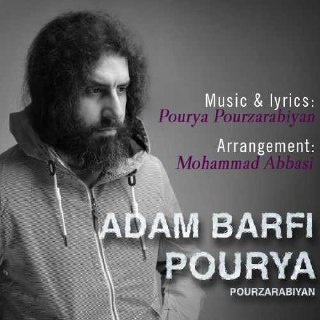 Music & lyrics:
Pourya Pourzarabiyan
Arrangement:
Mohammad Abbasi
ADAM BARFI
POURYA
POURZARABIYAN